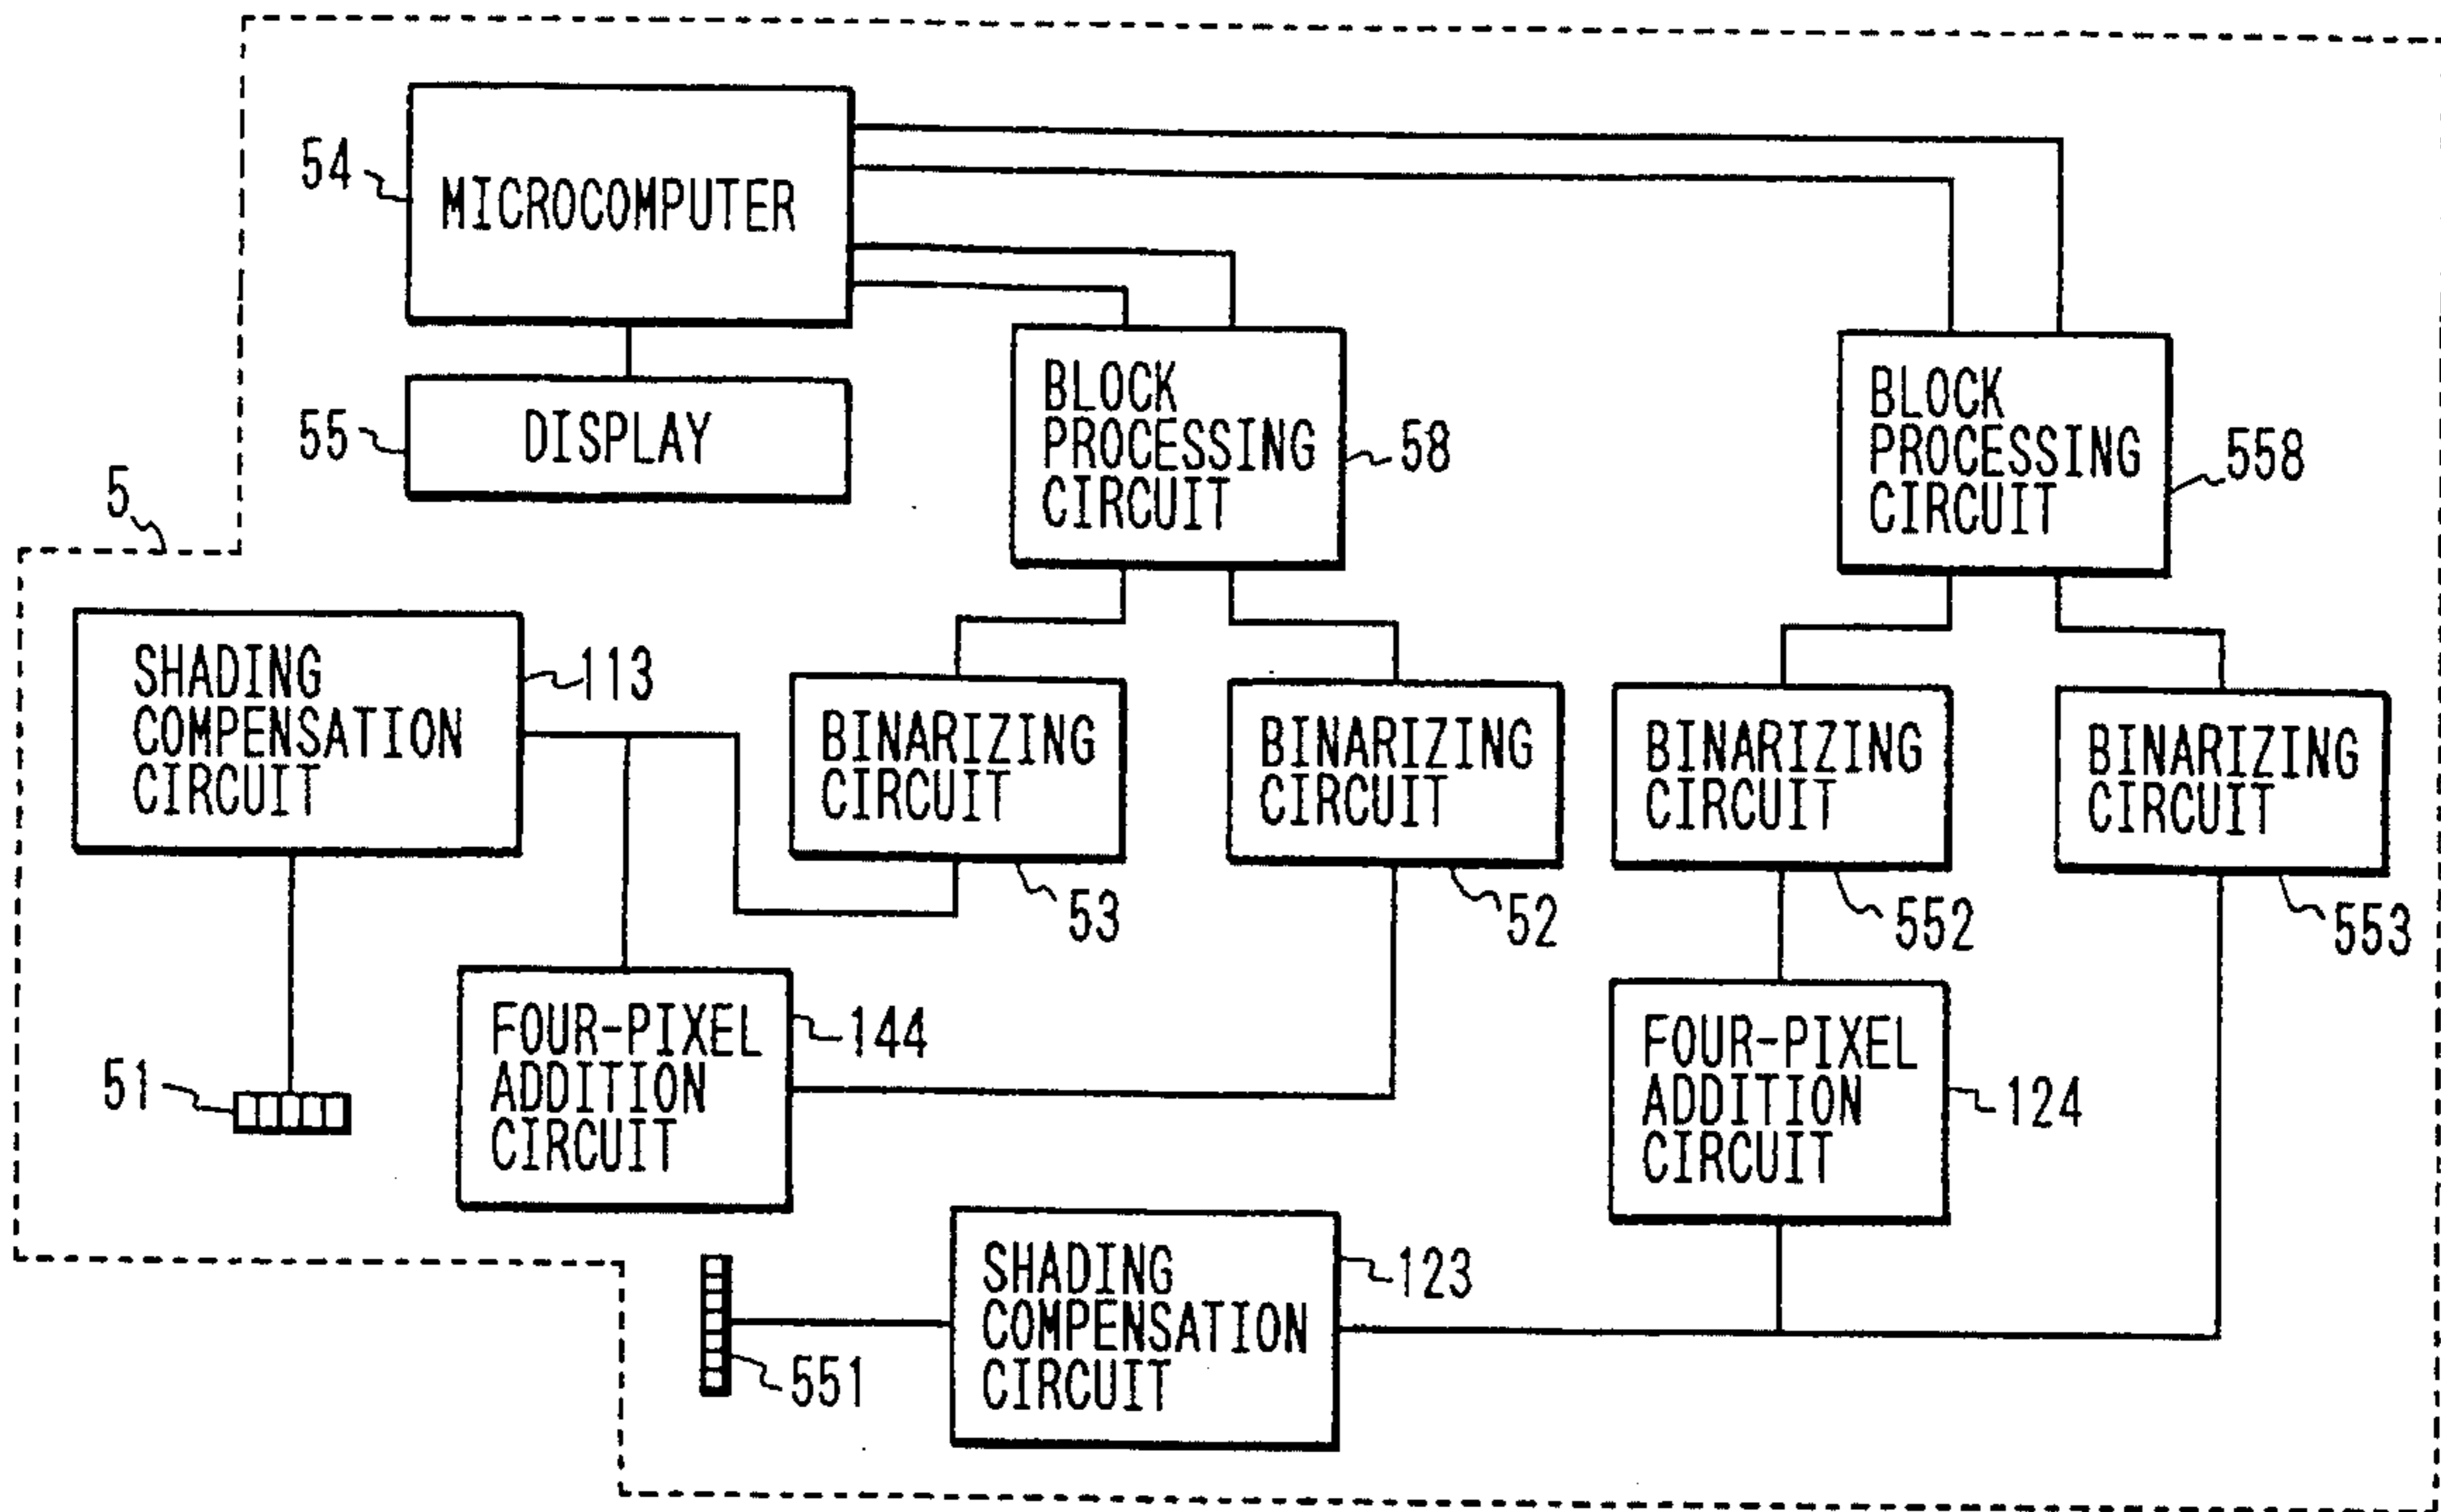 54
MICROCOMPUTER
55
DISPLAY
5
BLOCK
PROCESSING
CIRCUIT
58
BLOCK
PROCESSING
CIRCUIT
558
SHADING
COMPENSATION
CIRCUIT
113
BINARIZING
CIRCUIT
53
BINARIZING
CIRCUIT
52
BINARIZING
CIRCUIT
552
BINARIZING
CIRCUIT
553
51
FOUR-PIXEL
ADDITION
CIRCUIT
144
FOUR-PIXEL
ADDITION
CIRCUIT
124
551
SHADING
COMPENSATION
CIRCUIT
123